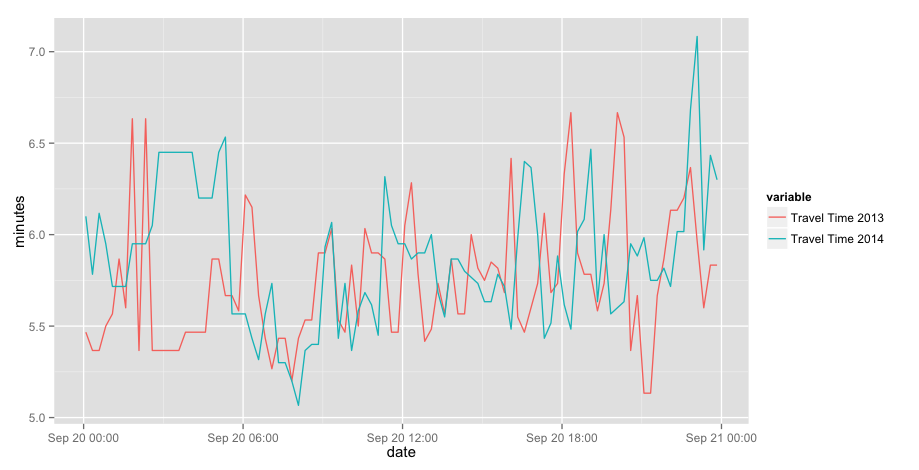 minutes
7.0
6.5
6.0
5.5
5.0
Sep 20 00:00 Sep 20 06:00 Sep 20 12:00 Sep 20 18:00 Sep 21 00:00
date
variable
Travel Time 2013
Travel Time 2014